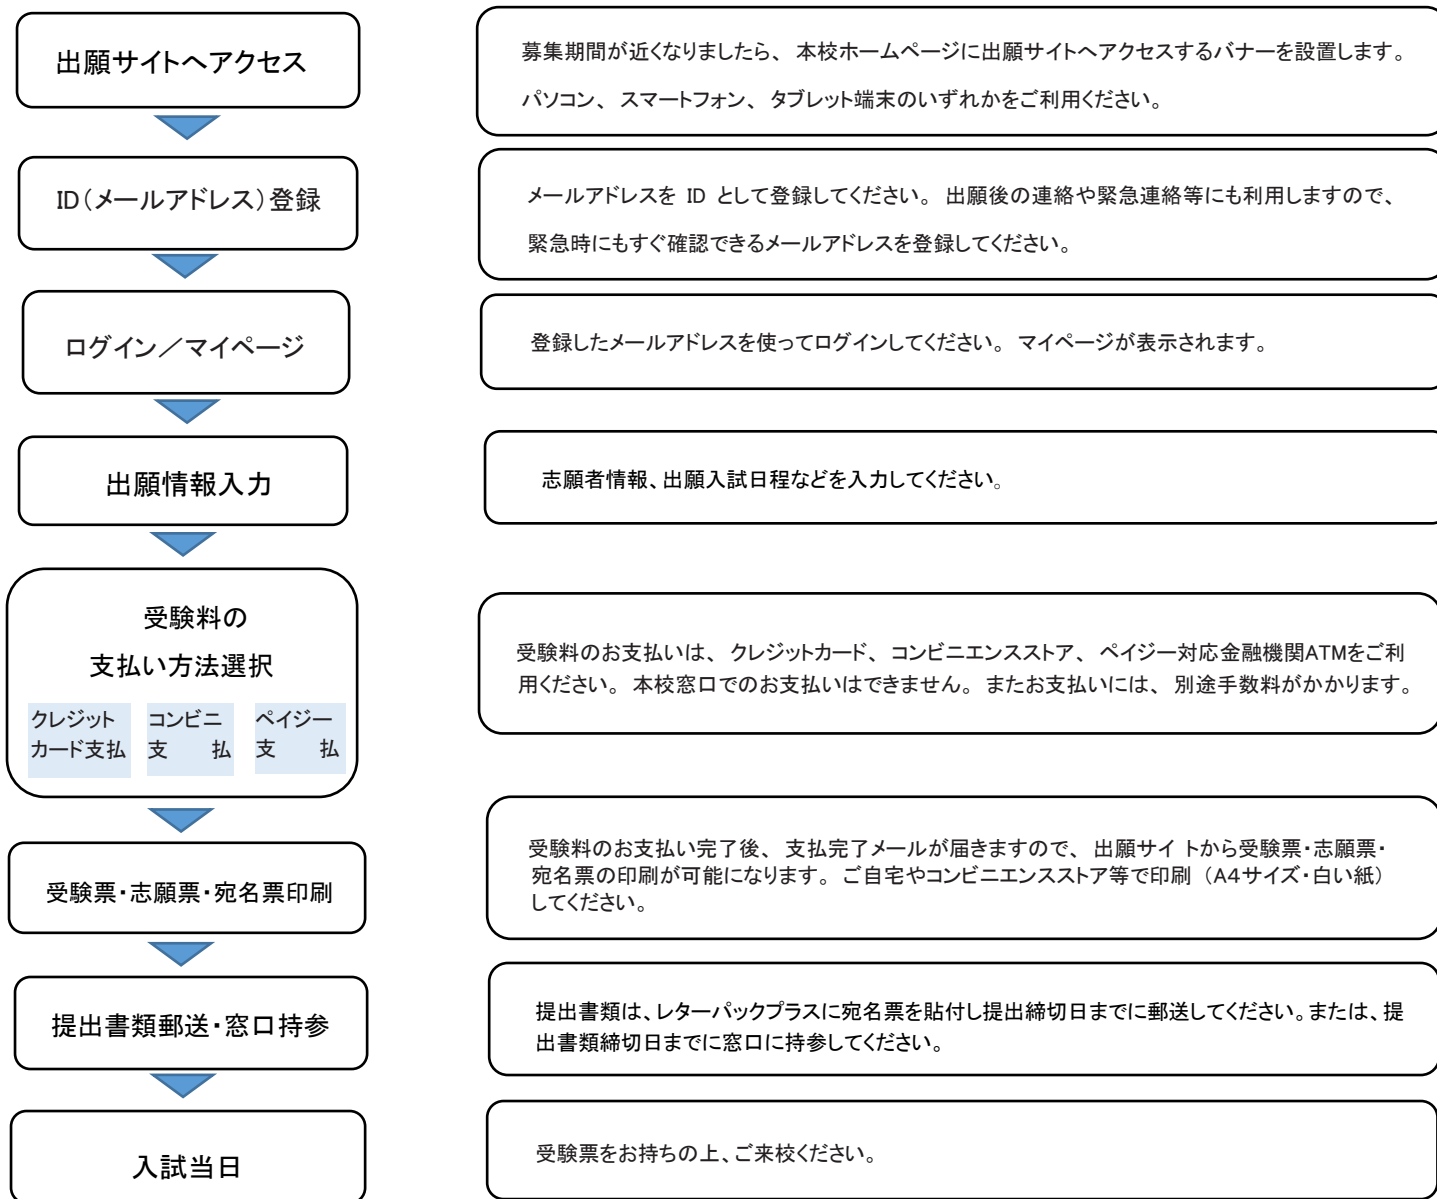 出願サイトへアクセス
募集期間が近くなりましたら、本校ホームページに出願サイトへアクセスするバナーを設置します。
パソコン、スマートフォン、タブレット端末のいずれかをご利用ください。
ID（メールアドレス）登録
メールアドレスを ID として登録してください。出願後の連絡や緊急連絡等にも利用しますので、
緊急時にもすぐ確認できるメールアドレスを登録してください。
ログイン／マイページ
登録したメールアドレスを使ってログインしてください。マイページが表示されます。
出願情報入力
志願者情報、出願入試日程などを入力してください。
受験料の
支払い方法選択
クレジット
カード支払
コンビニ
支　払
ペイジー
支　払
受験料のお支払いは、クレジットカード、コンビニエンスストア、ペイジー対応金融機関ATMをご利
用ください。本校窓口でのお支払いはできません。またお支払いには、別途手数料がかかります。
受験票・志願票・宛名票印刷
受験料のお支払い完了後、支払完了メールが届きますので、出願サイトから受験票・志願票・
宛名票の印刷が可能になります。ご自宅やコンビニエンスストア等で印刷（A4サイズ・白い紙）
してください。
提出書類郵送・窓口持参
提出書類は、レターパックプラスに宛名票を貼付し提出締切日までに郵送してください。または、提
出書類締切日までに窓口に持参してください。
入試当日
受験票をお持ちの上、ご来校ください。